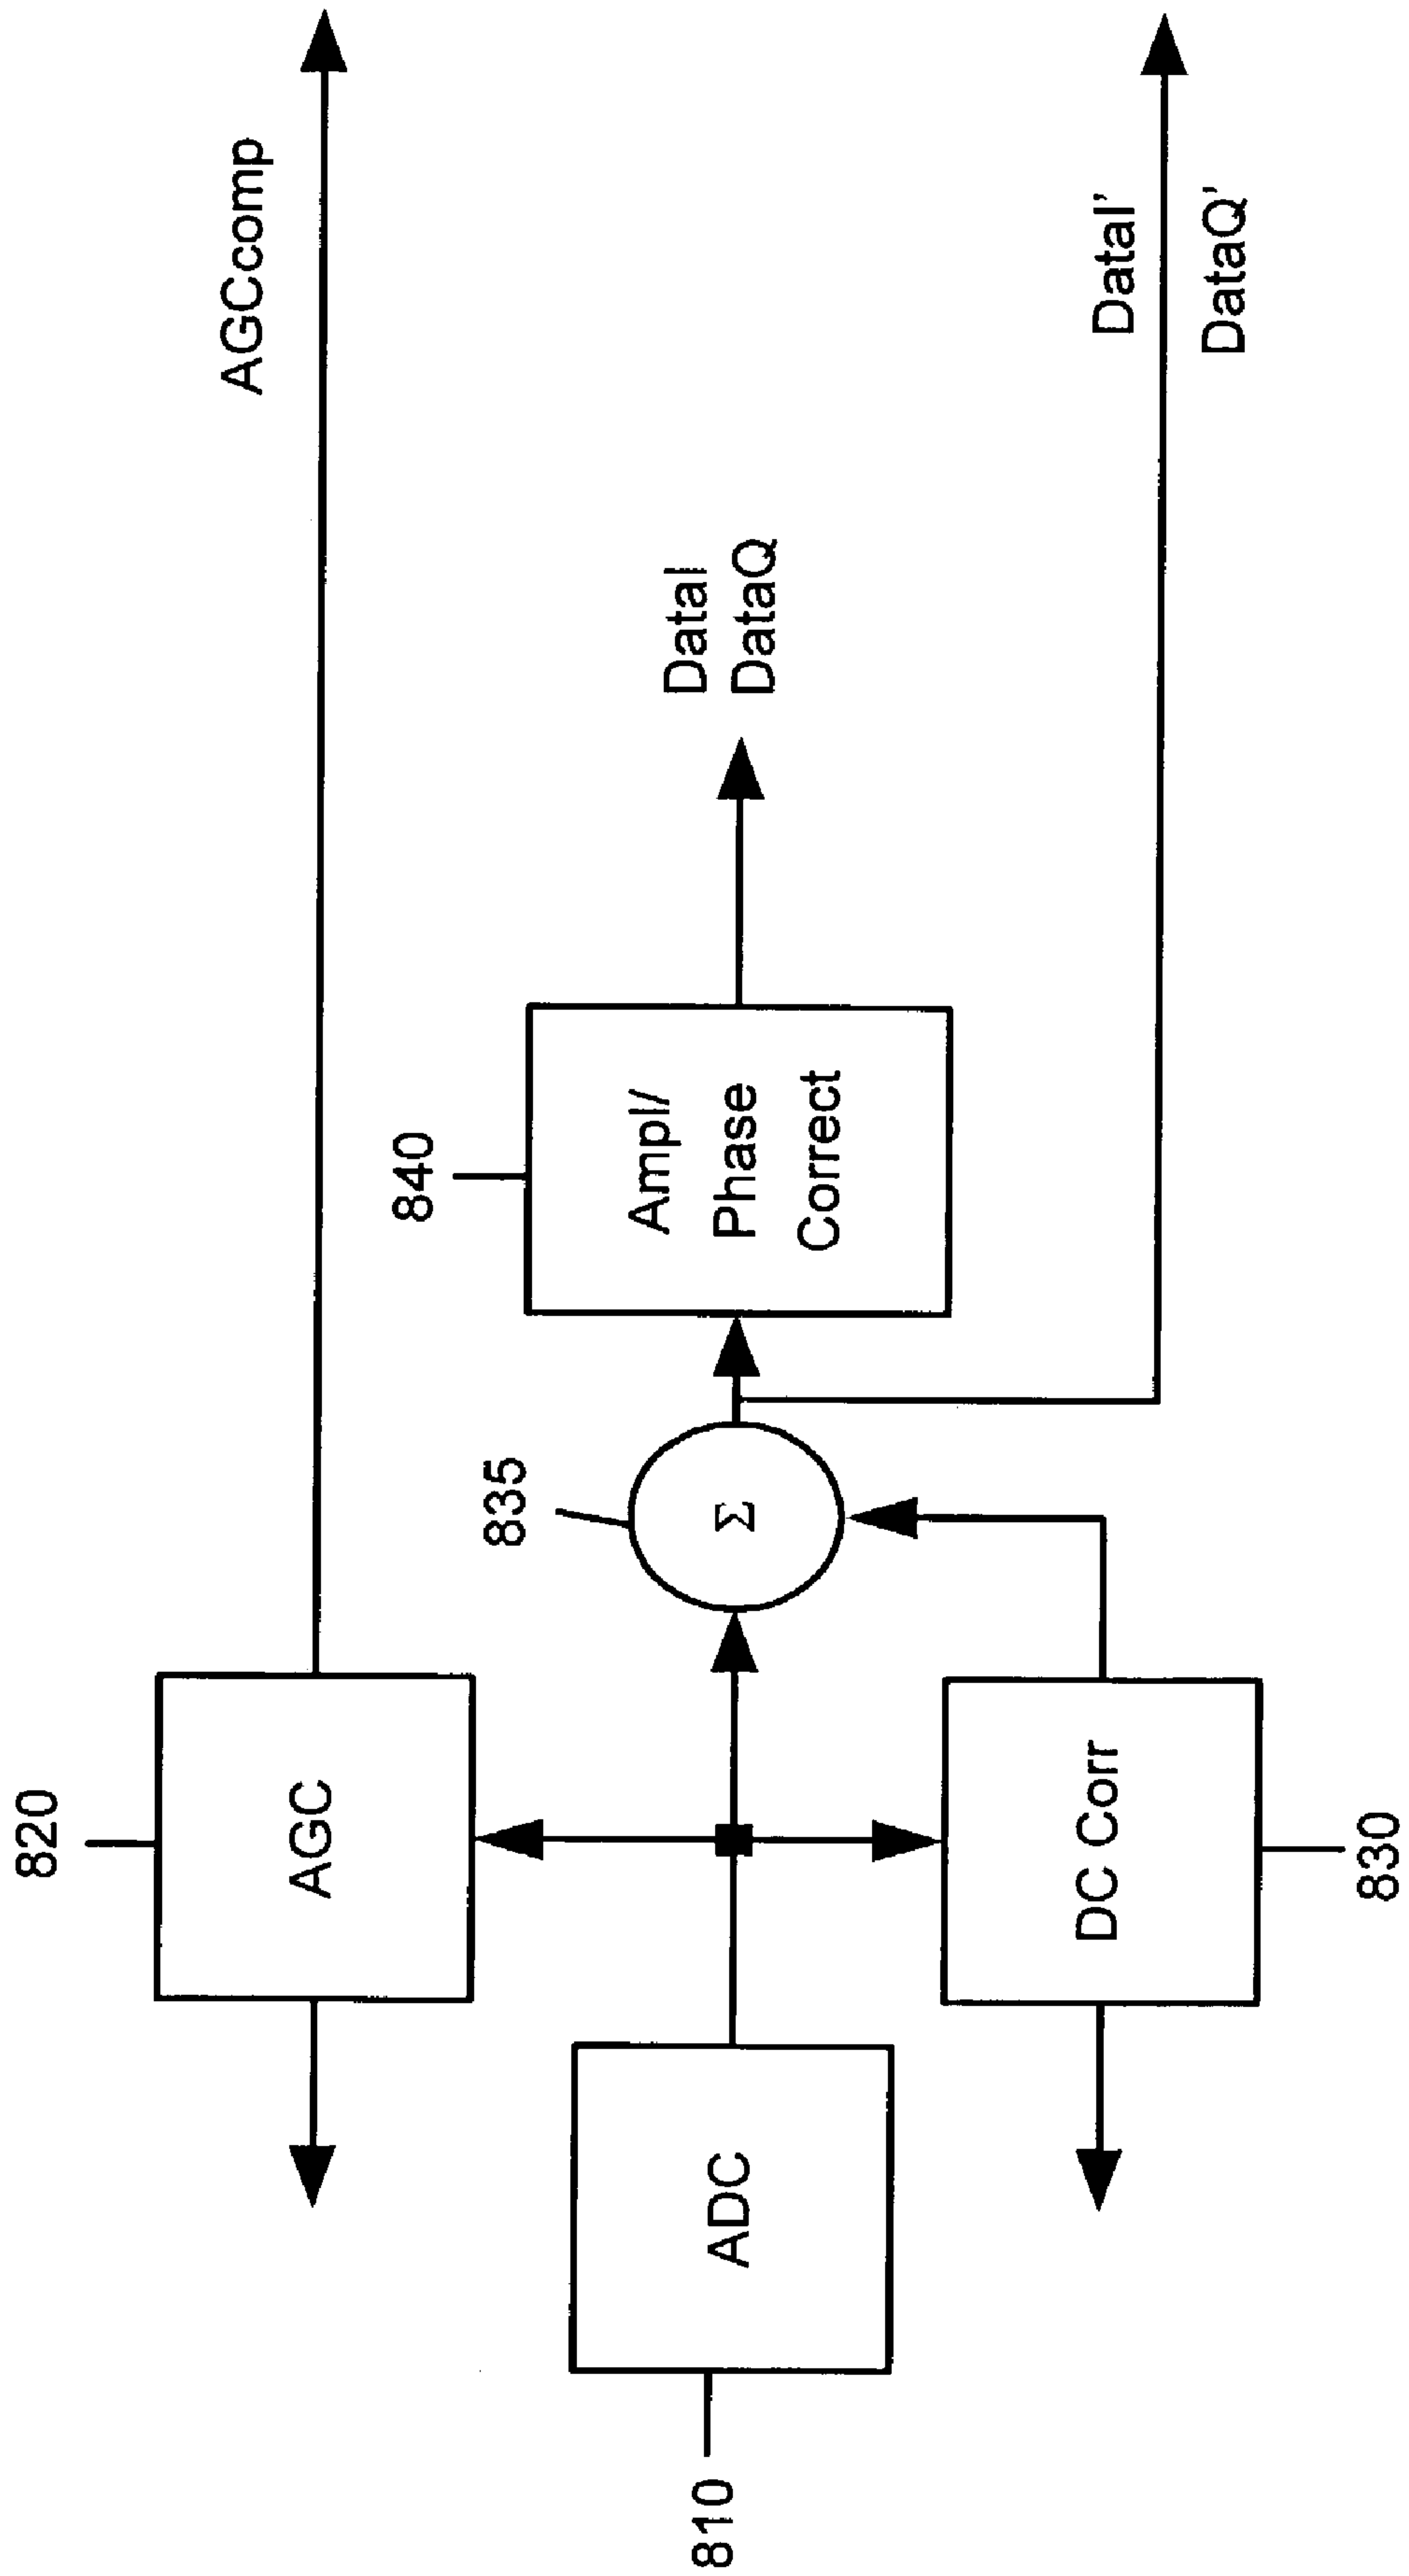 820
AGC
AGCcomp
835
840
810
ADC
Σ
Ampl/
Phase
Correct
DataI
DataQ
DC Corr
830
DataI'
DataQ'